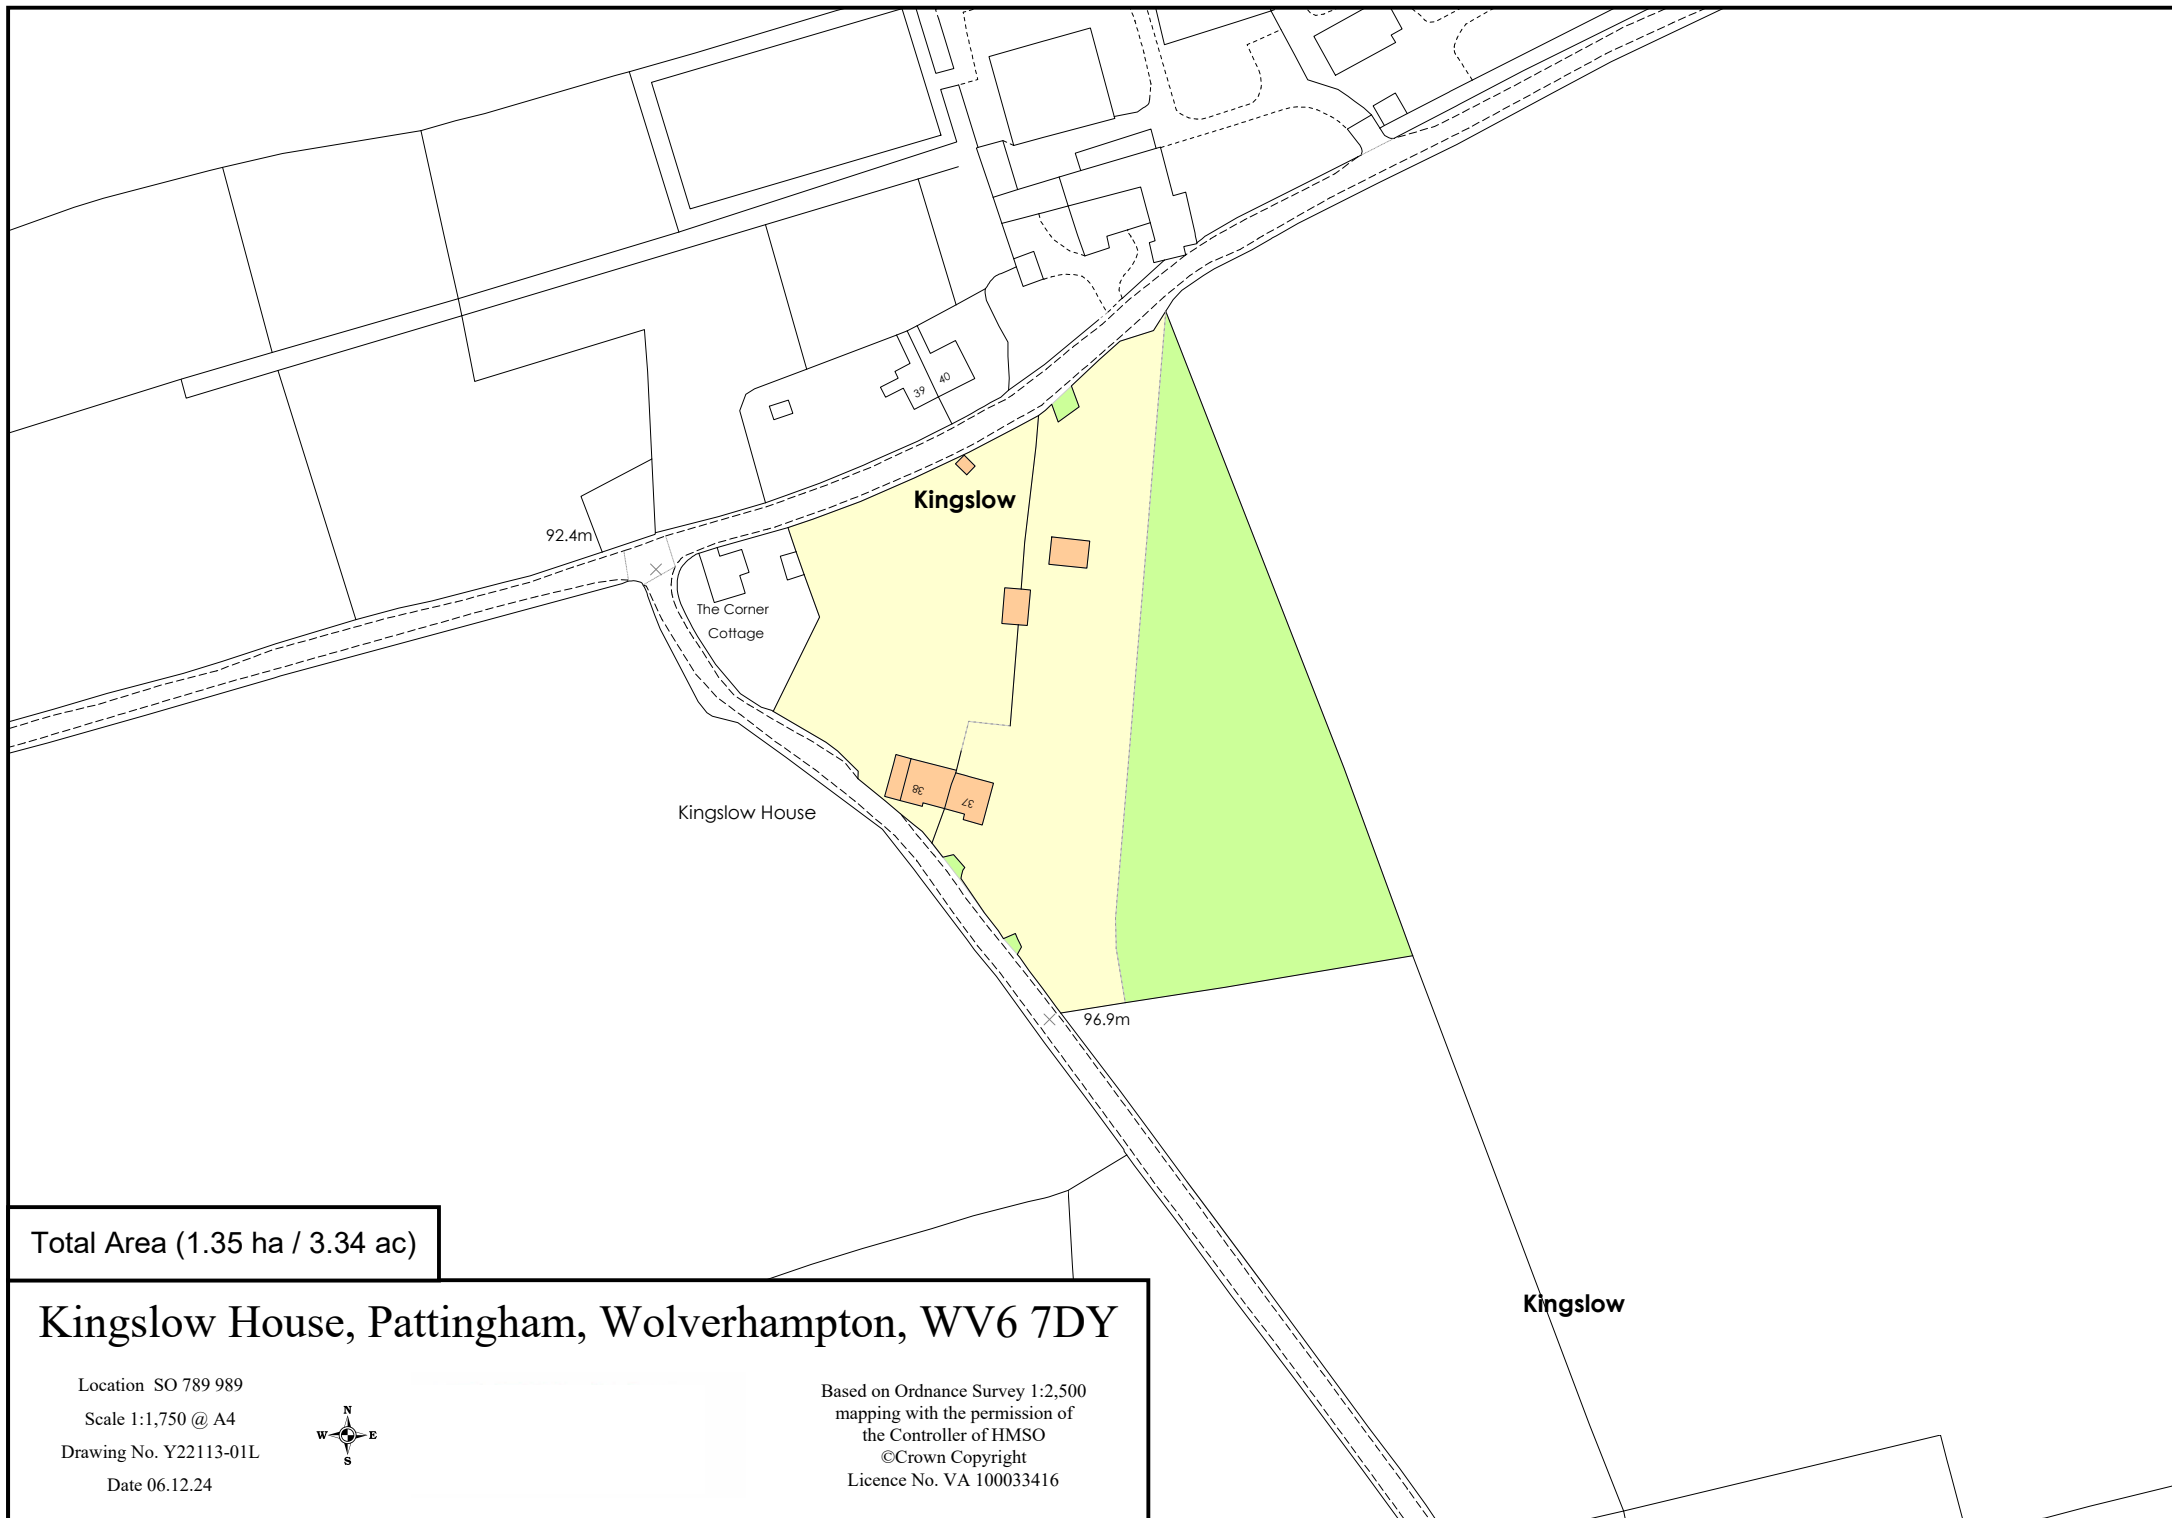 39
40
Kingslow
92.4m
The Corner
Cottage
38
37
Kingslow House
96.9m
Kingslow
Total Area (1.35 ha / 3.34 ac)
Kingslow House, Pattingham, Wolverhampton, WV6 7DY
Location SO 789 989
Scale 1:1,750 @ A4
Drawing No. Y22113-01L
Date 06.12.24
N
W E
S
Based on Ordnance Survey 1:2,500
mapping with the permission of
the Controller of HMSO
©Crown Copyright
Licence No. VA 100033416